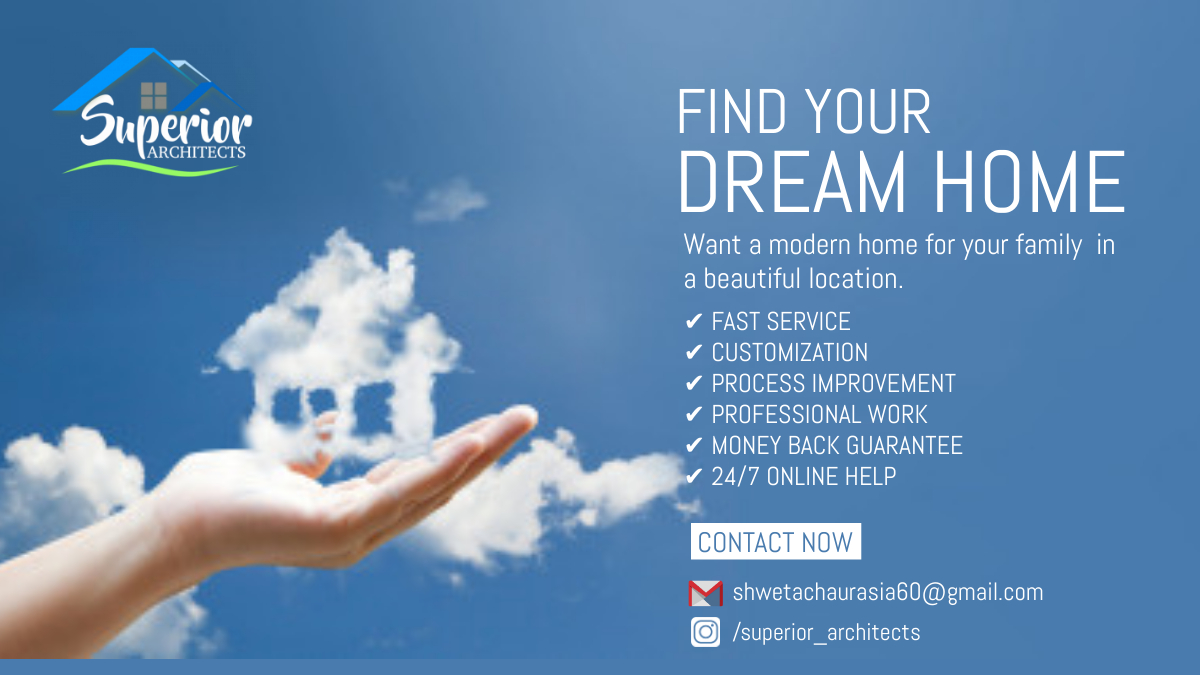 Superior
ARCHITECTS
FIND YOUR
DREAM HOME
Want a modern home for your family in
a beautiful location.
✔ FAST SERVICE
✔ CUSTOMIZATION
✔ PROCESS IMPROVEMENT
✔ PROFESSIONAL WORK
✔ MONEY BACK GUARANTEE
✔ 24/7 ONLINE HELP
CONTACT NOW
shwetachaurasia60@gmail.com
/superior_architects